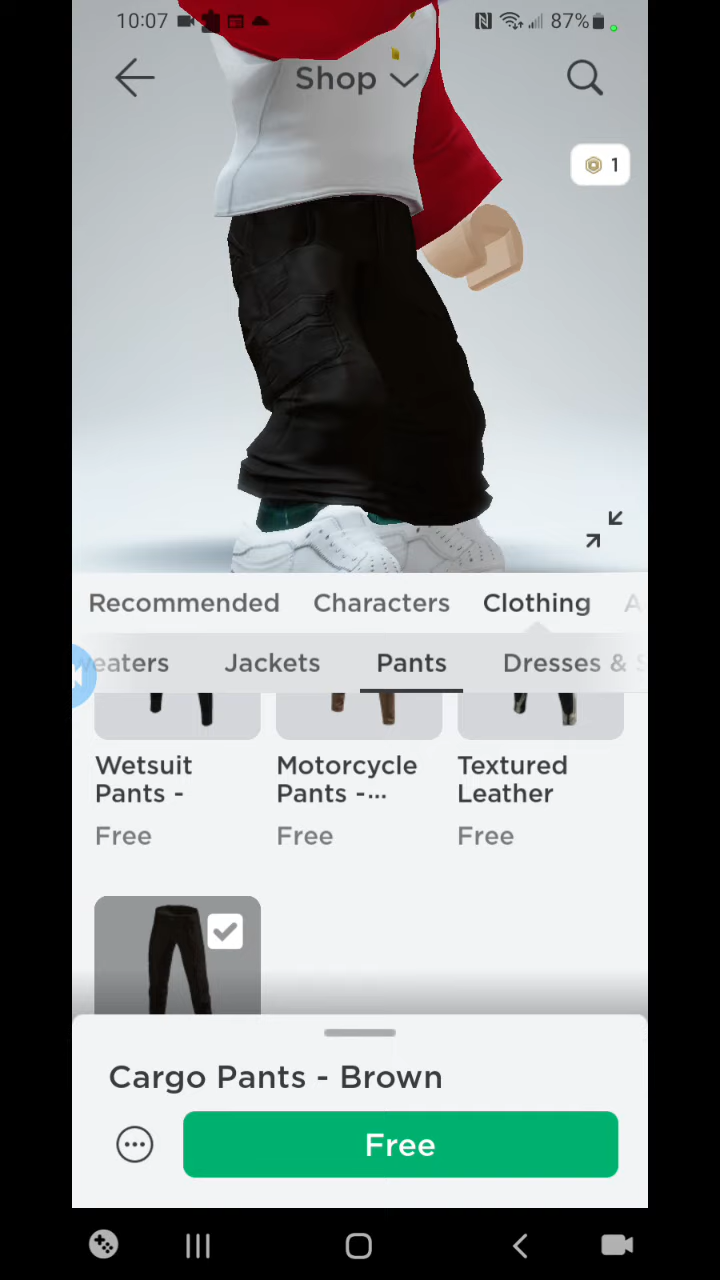 10:07
87%
Shop
1
Recommended Characters Clothing A
weaters Jackets Pants Dresses & S
Wetsuit Pants -
Motorcycle Pants -...
Textured Leather
Free Free Free
Cargo Pants - Brown
Free